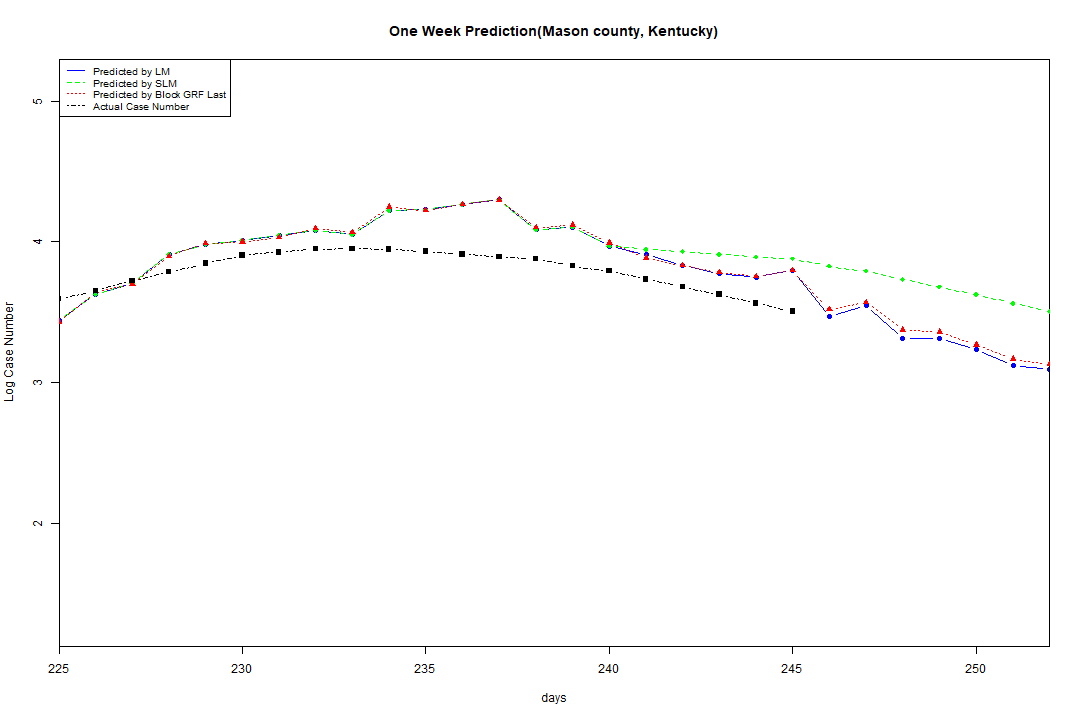 One Week Prediction(Mason county, Kentucky)
Predicted by LM
Predicted by SLM
Predicted by Block GRF Last
Actual Case Number
5
4
3
2
Log Case Number
225
230
235
240
245
250
days